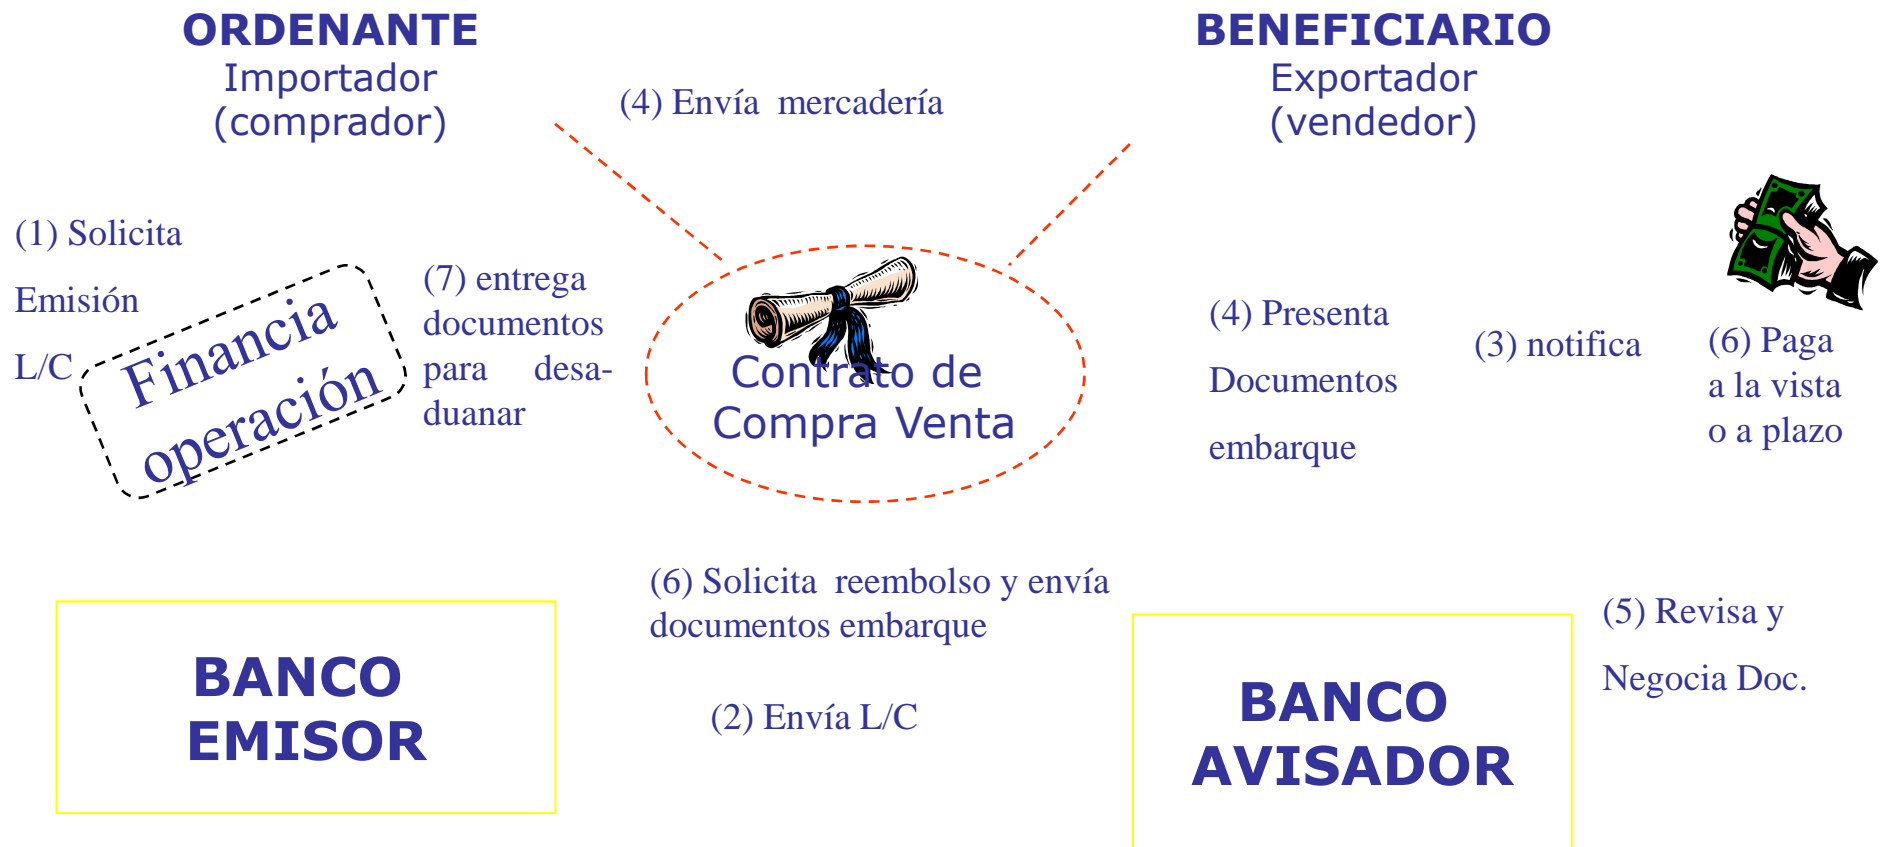 ORDENANTE
Importador
(comprador)
BENEFICIARIO
Exportador
(vendedor)
(4) Envía mercadería
(1) Solicita
Emisión
L/C
Financia
operación
(7) entrega
documentos
para desa-
duanar
Contrato de
Compra Venta
(4) Presenta
Documentos
embarque
(3) notifica
(6) Paga
a la vista
o a plazo
(6) Solicita reembolso y envía
documentos embarque
(2) Envía L/C
BANCO
EMISOR
BANCO
AVISADOR
(5) Revisa y
Negocia Doc.